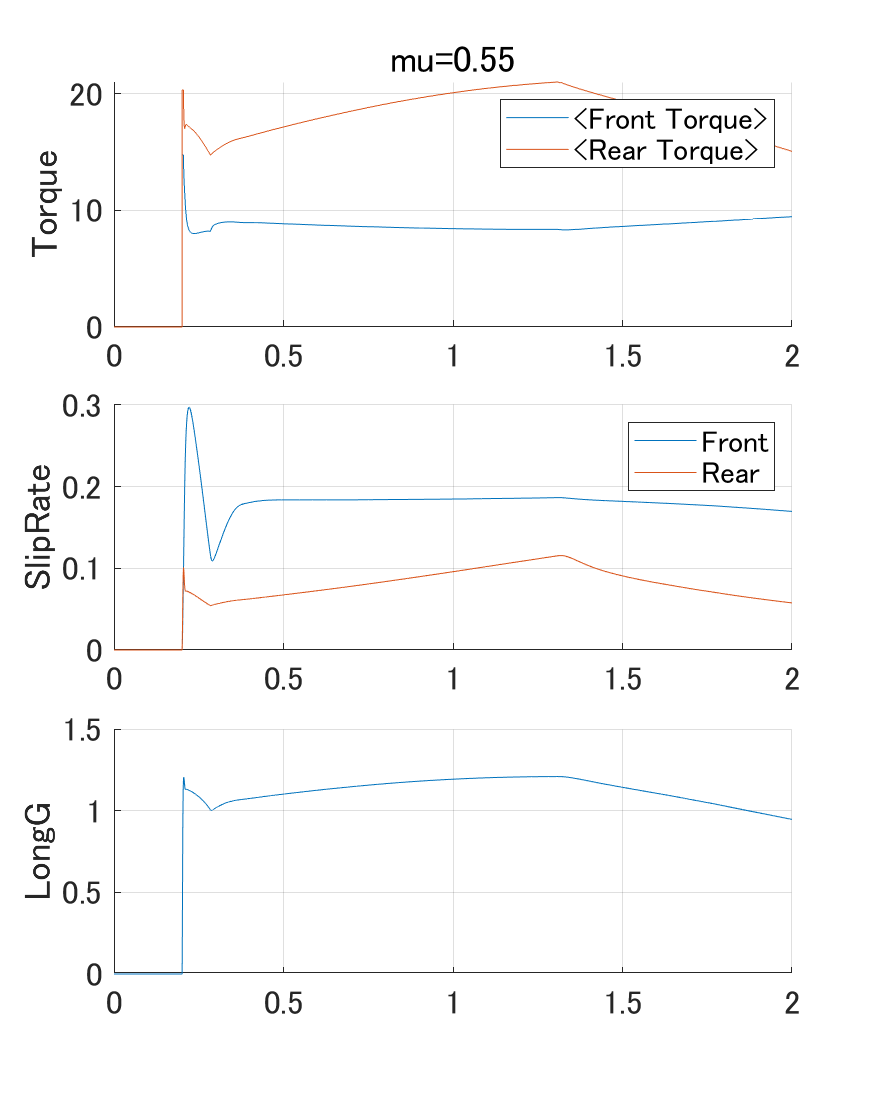 mu=0.55
Torque
20
10
0
<Front Torque>
<Rear Torque>
0 0.5 1 1.5 2
SlipRate
0.3
0.2
0.1
0
Front
Rear
0 0.5 1 1.5 2
LongG
1.5
1
0.5
0
0 0.5 1 1.5 2